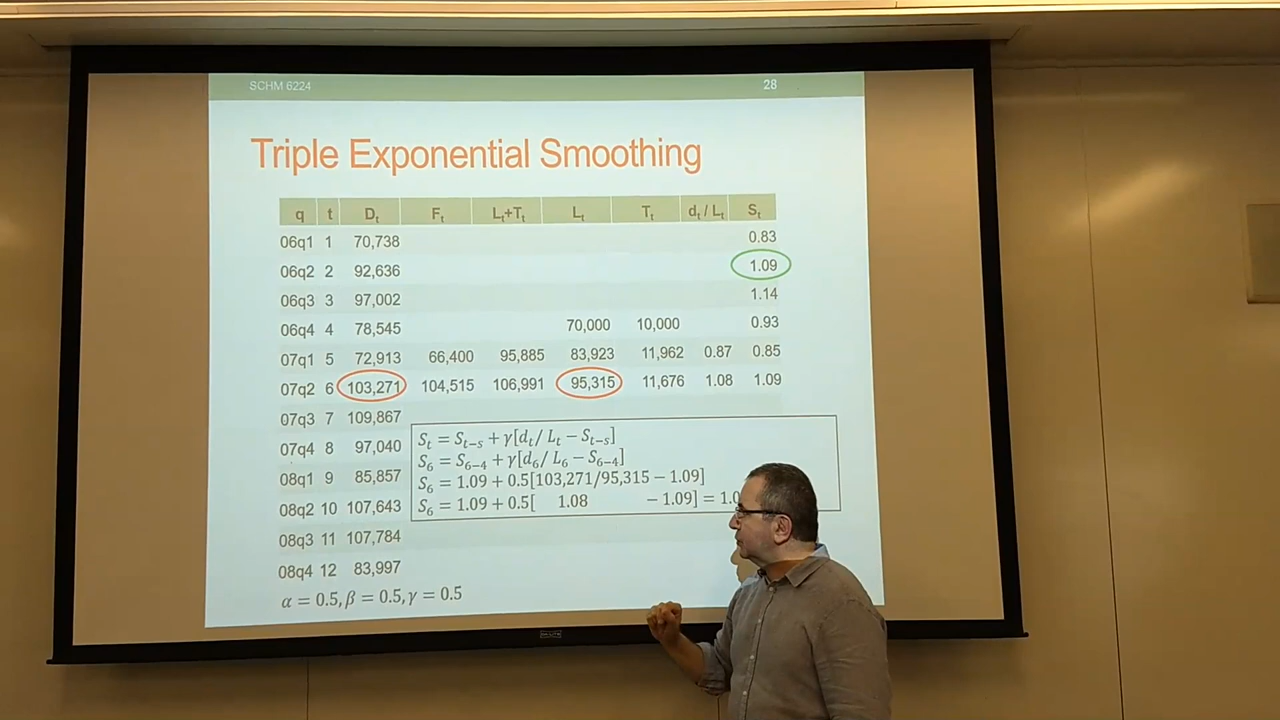 SCHM 6224 28
Triple Exponential Smoothing
q t Dₜ Fₜ Lₜ+Tₜ Lₜ Tₜ dₜ / Lₜ Sₜ
06q1 1 70,738 0.83
06q2 2 92,636 1.09
06q3 3 97,002 1.14
06q4 4 78,545 70,000 10,000 0.93
07q1 5 72,913 66,400 95,885 83,923 11,962 0.87 0.85
07q2 6 103,271 104,515 106,991 95,315 11,676 1.08 1.09
07q3 7 109,867
07q4 8 97,040
08q1 9 85,857
08q2 10 107,643
08q3 11 107,784
08q4 12 83,997
Sₜ = Sₜ₋ₛ + γ[dₜ/ Lₜ − Sₜ₋ₛ]
S₆ = S₆₋₄ + γ[d₆/ L₆ − S₆₋₄]
S₆ = 1.09 + 0.5[103,271/95,315 − 1.09]
S₆ = 1.09 + 0.5[ 1.08 − 1.09] =
α = 0.5, β = 0.5, γ = 0.5
DA-LITE